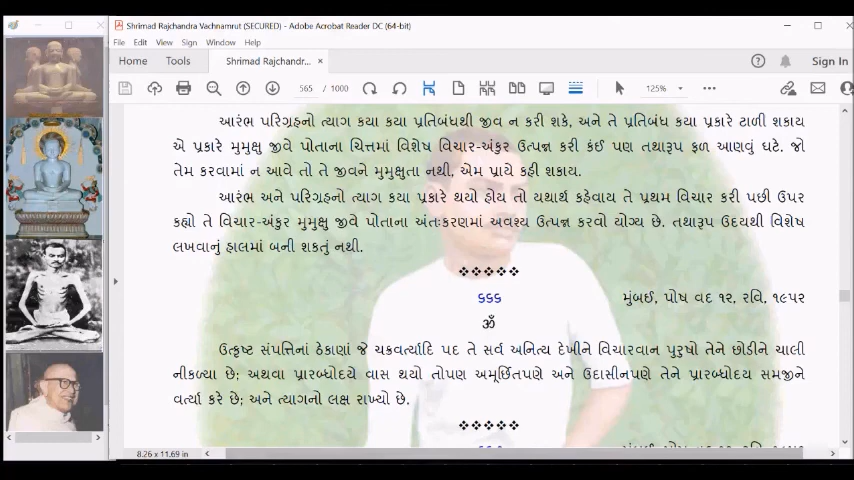 Shrimad Rajchandra Vachnamrut (SECURED) - Adobe Acrobat Reader DC (64-bit)
File Edit View Sign Window Help
Home Tools Shrimad Rajchandr... × Sign In
565 / 1000 125%
આરંભ પરિગ્રહનો ત્યાગ કયા કયા પ્રતિબંધથી જીવ ન કરી શકે, અને તે પ્રતિબંધ કયા પ્રકારે ટાળી શકાય
એ પ્રકારે મુમુક્ષુ જીવે પોતાના ચિત્તમાં વિશેષ વિચાર-અંકુર ઉત્પન્ન કરી કંઈ પણ તથારૂપ ફળ આણવું ઘટે. જો
તેમ કરવામાં ન આવે તો તે જીવને મુમુક્ષુતા નથી, એમ પ્રાયે કહી શકાય.
આરંભ અને પરિગ્રહનો ત્યાગ કયા પ્રકારે થયો હોય તો યથાર્થ કહેવાય તે પ્રથમ વિચાર કરી પછી ઉપર
કહ્યો તે વિચાર-અંકુર મુમુક્ષુ જીવે પોતાના અંતઃકરણમાં અવશ્ય ઉત્પન્ન કરવો યોગ્ય છે. તથારૂપ ઉદયથી વિશેષ
લખવાનું હાલમાં બની શકતું નથી.
❖❖❖❖❖
૬૬૬ મુંબઈ, પોષ વદ ૧૨, રવિ, ૧૯૫૨
ૐ
ઉત્કૃષ્ટ સંપત્તિનાં ઠેકાણાં જે ચક્રવર્ત્યાદિ પદ તે સર્વ અનિત્ય દેખીને વિચારવાન પુરુષો તેને છોડીને ચાલી
નીકળ્યા છે; અથવા પ્રારબ્ધોદયે વાસ થયો તોપણ અમૂર્છિતપણે અને ઉદાસીનપણે તેને પ્રારબ્ધોદય સમજીને
વર્ત્યા કરે છે; અને ત્યાગનો લક્ષ રાખ્યો છે.
❖❖❖❖❖
8.26 x 11.69 in